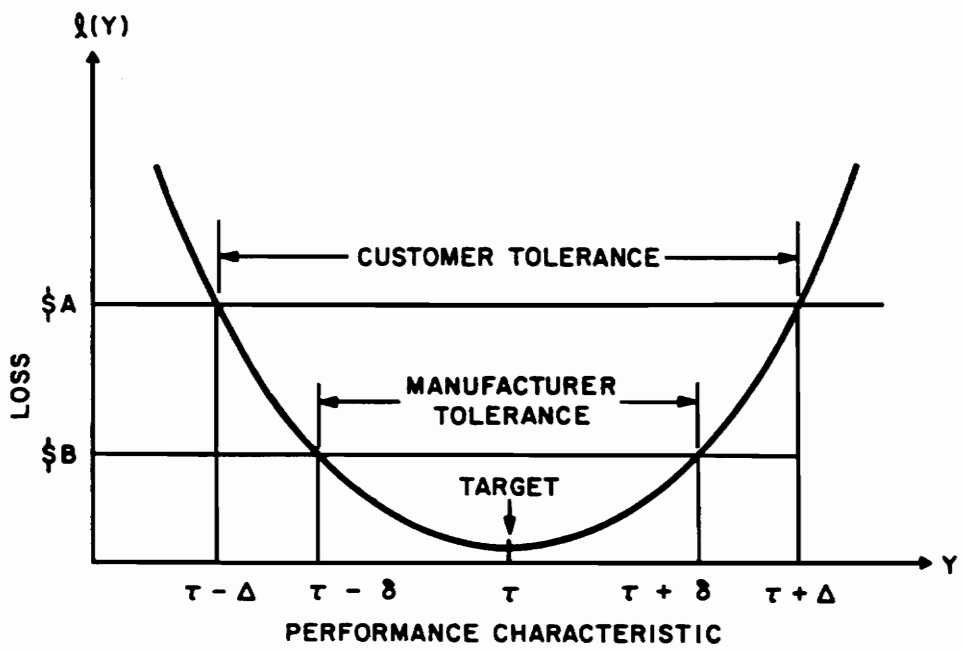 ℓ(Y)
CUSTOMER TOLERANCE
$A
MANUFACTURER
TOLERANCE
LOSS
$B
TARGET
Y
τ - Δ
τ - δ
τ
τ + δ
τ + Δ
PERFORMANCE CHARACTERISTIC